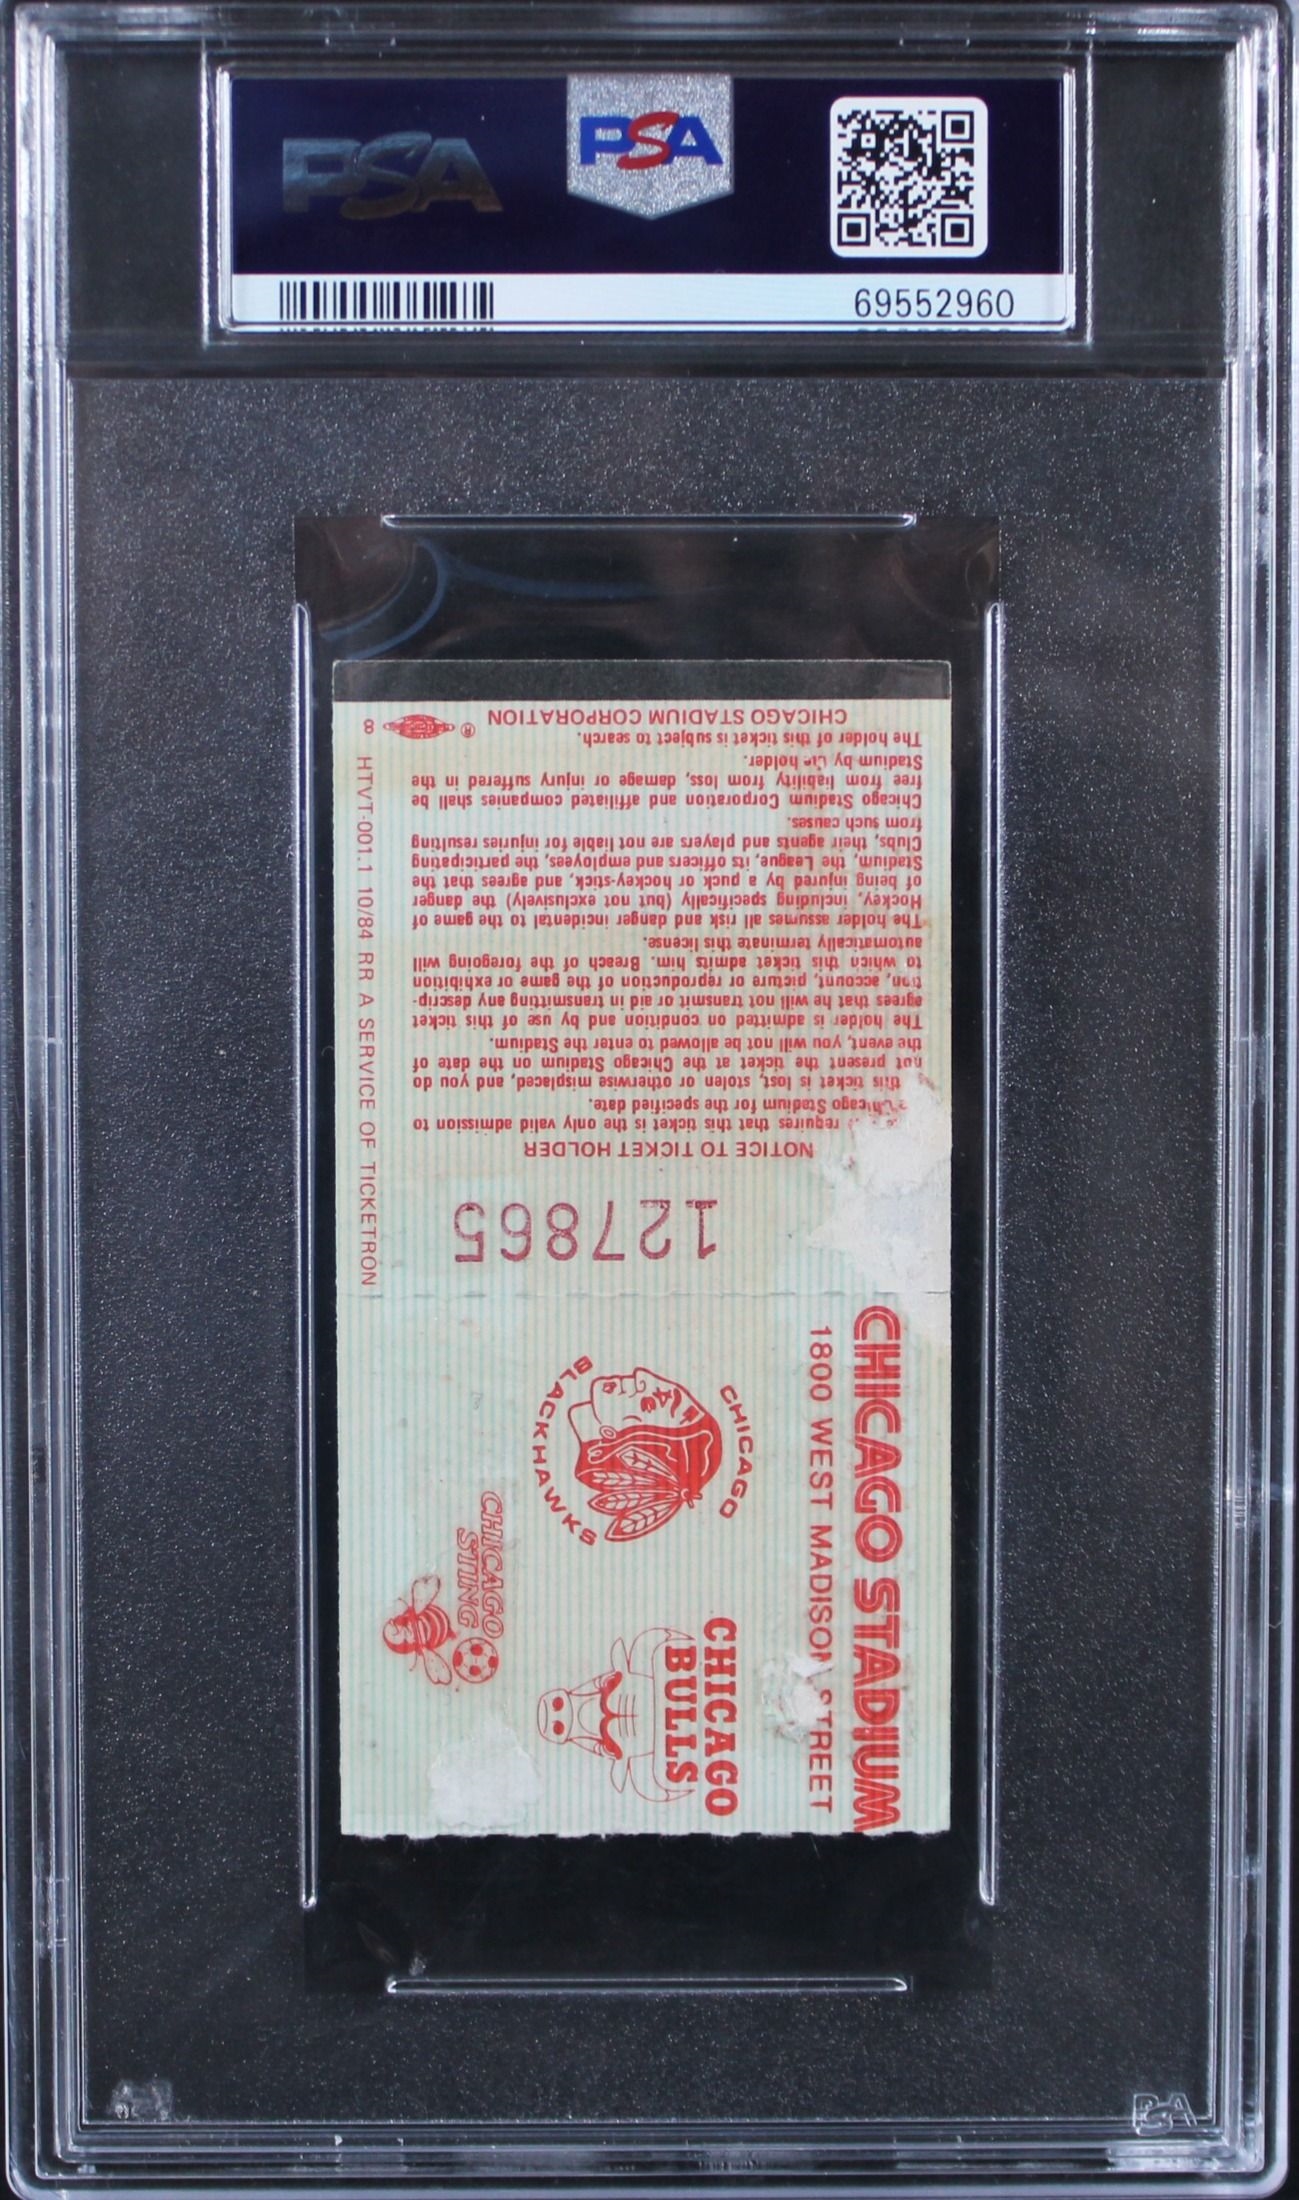 PSA
PSA
69552960
CHICAGO STADIUM
1800 WEST MADISON STREET
CHICAGO
BLACKHAWKS
CHICAGO
BULLS
CHICAGO
STING
127865
NOTICE TO TICKET HOLDER
requires that this ticket is the only valid admission to
Chicago Stadium for the specified date.
this ticket is lost, stolen or otherwise misplaced, and you do
not present the ticket at the Chicago Stadium on the date of
the event, you will not be allowed to enter the Stadium.
The holder is admitted on condition and by use of this ticket
agrees that he will not transmit or aid in transmitting any descrip-
tion, account, picture or reproduction of the game or exhibition
to which this ticket admits him. Breach of the foregoing will
automatically terminate this license.
The holder assumes all risk and danger incidental to the game of
Hockey, including specifically (but not exclusively) the danger
of being injured by a puck or hockey-stick, and agrees that the
Stadium, the League, its officers and employees, the participating
Clubs, their agents and players are not liable for injuries resulting
from such causes.
Chicago Stadium Corporation and affiliated companies shall be
free from liability from loss, damage or injury suffered in the
Stadium by the holder.
The holder of this ticket is subject to search.
CHICAGO STADIUM CORPORATION ®
8 HTVT-001.1 10/84 RR A SERVICE OF TICKETRON
PSA